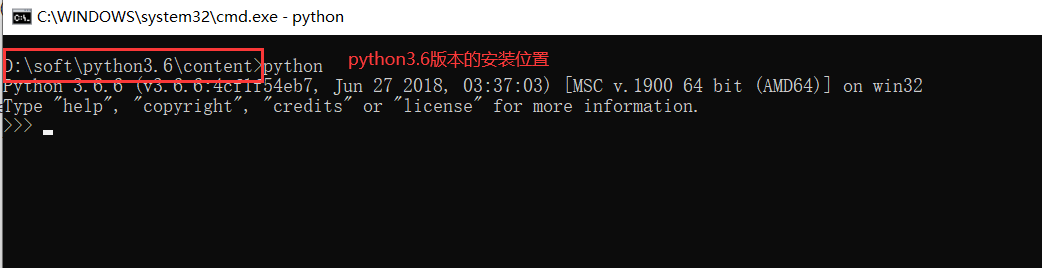 C:\WINDOWS\system32\cmd.exe - python
D:\soft\python3.6\content>python python3.6版本的安装位置
Python 3.6.6 (v3.6.6:4cf1f54eb7, Jun 27 2018, 03:37:03) [MSC v.1900 64 bit (AMD64)] on win32
Type "help", "copyright", "credits" or "license" for more information.
>>>